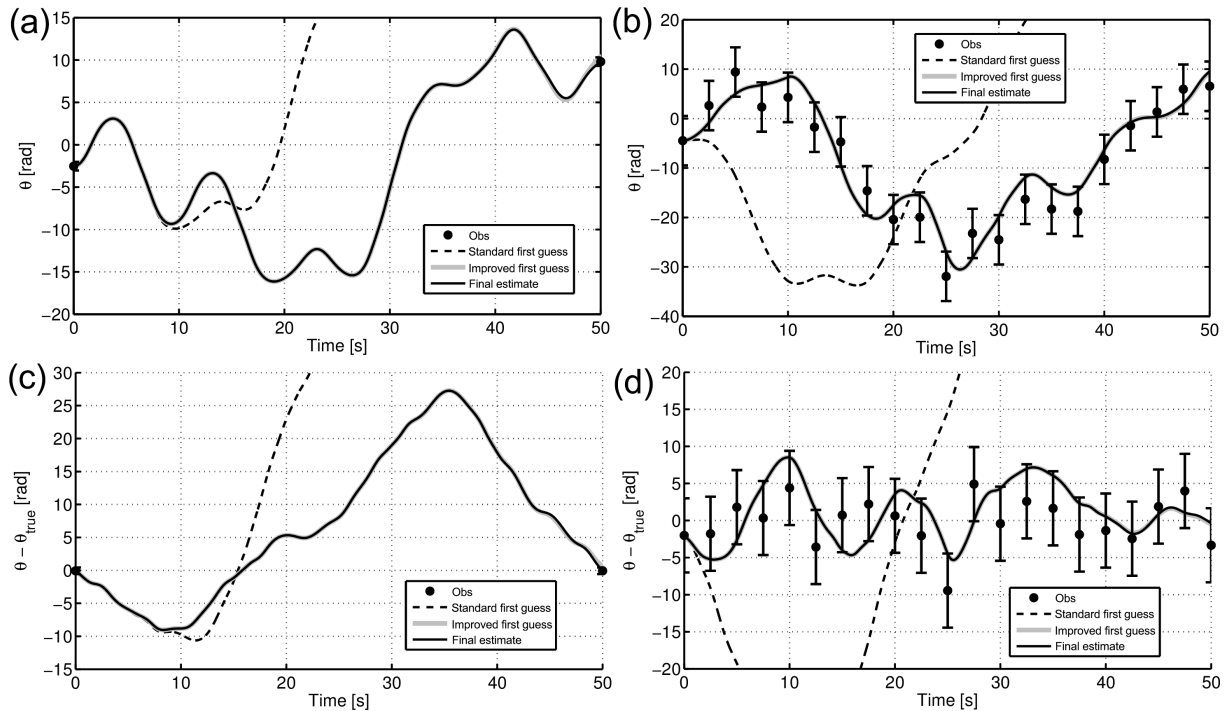 (a)
15
10
5
0
−5
−10
−15
−20
θ [rad]
0 10 20 30 40 50
Time [s]
Obs
Standard first guess
Improved first guess
Final estimate
(b)
20
10
0
−10
−20
−30
−40
θ [rad]
0 10 20 30 40 50
Time [s]
Obs
Standard first guess
Improved first guess
Final estimate
(c)
30
25
20
15
10
5
0
−5
−10
−15
θ − θtrue [rad]
0 10 20 30 40 50
Time [s]
Obs
Standard first guess
Improved first guess
Final estimate
(d)
20
15
10
5
0
−5
−10
−15
−20
θ − θtrue [rad]
0 10 20 30 40 50
Time [s]
Obs
Standard first guess
Improved first guess
Final estimate